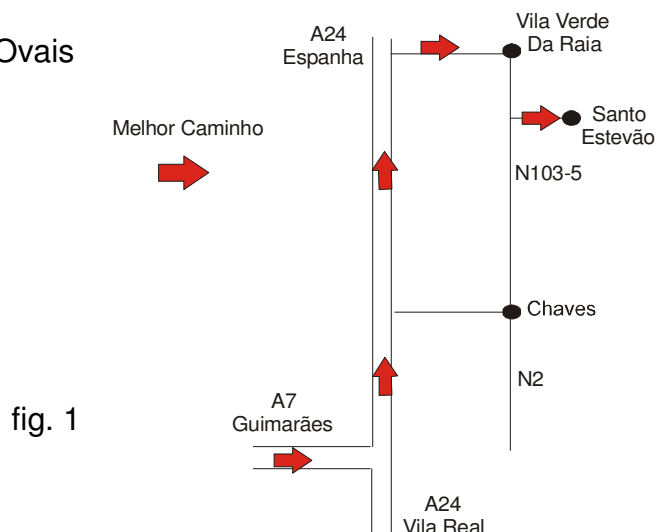 Ovais
A24
Espanha
Vila Verde
Da Raia
Melhor Caminho
Santo
Estevão
N103-5
Chaves
N2
A7
Guimarães
fig. 1
A24
Vila Real